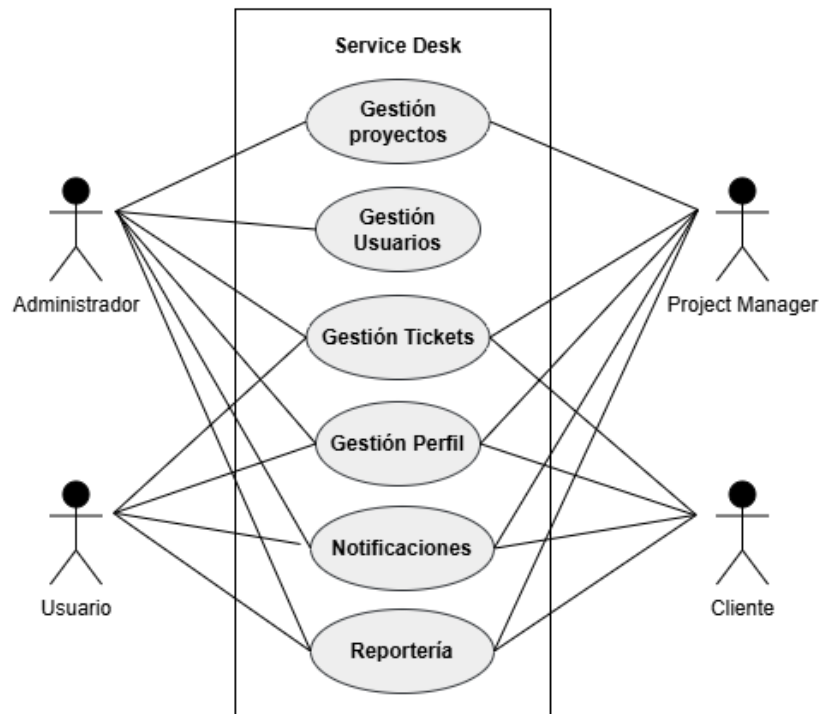 Service Desk
Gestión
proyectos
Gestión
Usuarios
Administrador
Project Manager
Gestión Tickets
Gestión Perfil
Notificaciones
Usuario
Cliente
Reportería